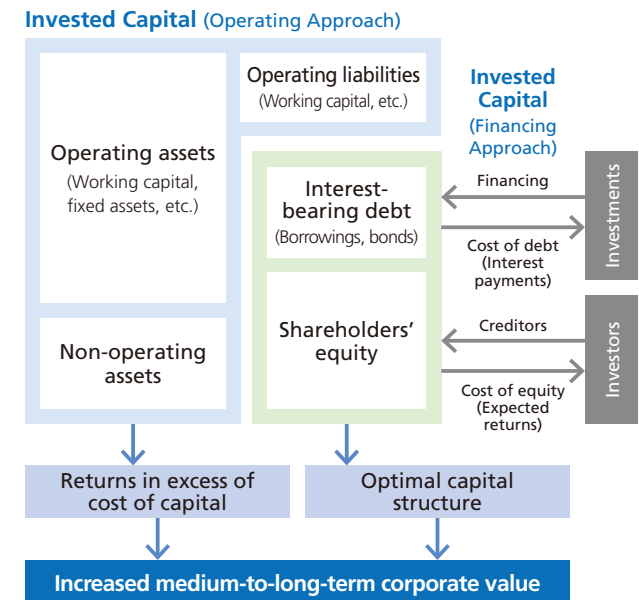 Invested Capital (Operating Approach)
Operating assets
(Working capital,
fixed assets, etc.)
Non-operating
assets
Operating liabilities
(Working capital, etc.)
Invested
Capital
(Financing
Approach)
Interest-
bearing debt
(Borrowings, bonds)
Shareholders’
equity
Financing
Cost of debt
(Interest
payments)
Investments
Creditors
Cost of equity
(Expected
returns)
Investors
Returns in excess of
cost of capital
Optimal capital
structure
Increased medium-to-long-term corporate value